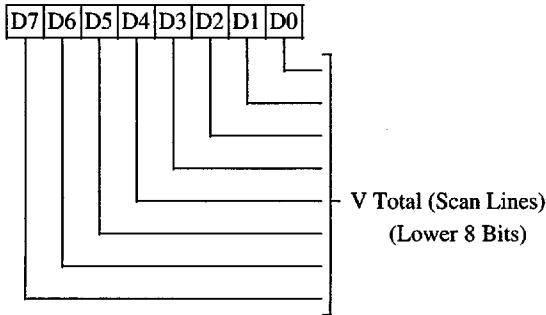 D7 D6 D5 D4 D3 D2 D1 D0
V Total (Scan Lines)
(Lower 8 Bits)